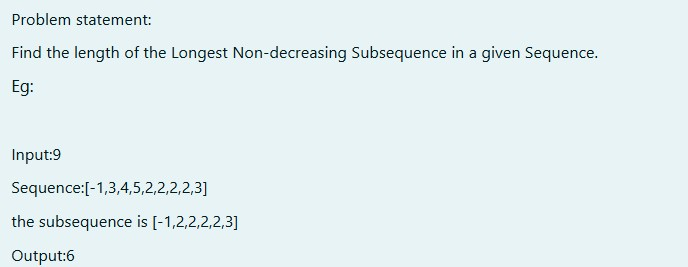 Problem statement:
Find the length of the Longest Non-decreasing Subsequence in a given Sequence.
Eg:
Input:9
Sequence:[-1,3,4,5,2,2,2,2,3]
the subsequence is [-1,2,2,2,2,3]
Output:6